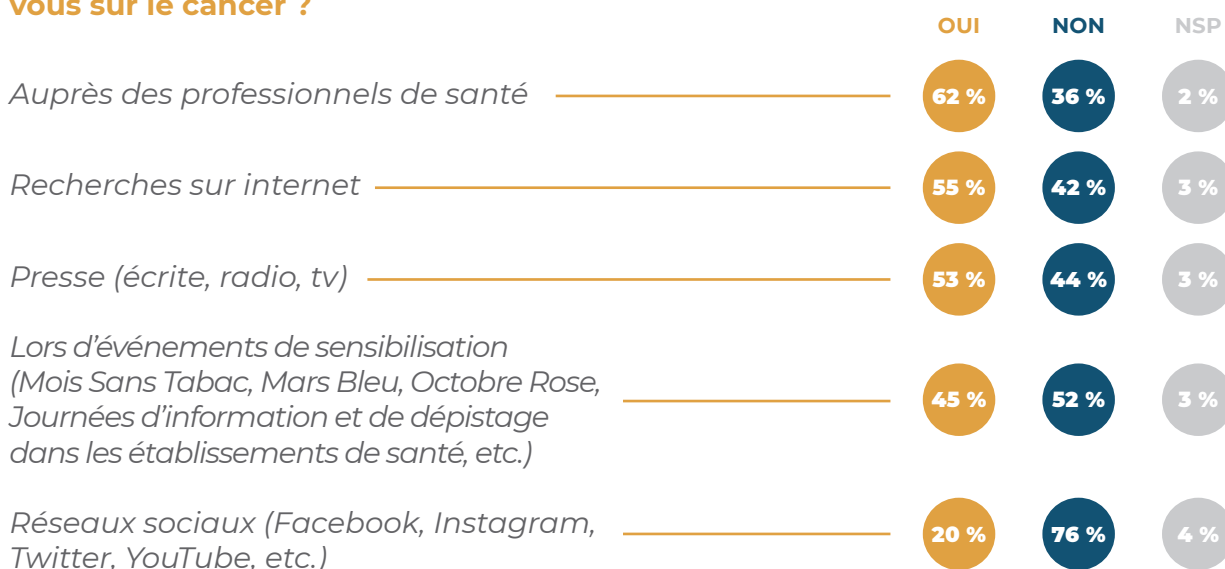 vous sur le cancer ?
OUI NON NSP
Auprès des professionnels de santé 62 % 36 % 2 %
Recherches sur internet 55 % 42 % 3 %
Presse (écrite, radio, tv) 53 % 44 % 3 %
Lors d’événements de sensibilisation
(Mois Sans Tabac, Mars Bleu, Octobre Rose,
Journées d’information et de dépistage
dans les établissements de santé, etc.)
45 % 52 % 3 %
Réseaux sociaux (Facebook, Instagram,
Twitter, YouTube, etc.)
20 % 76 % 4 %